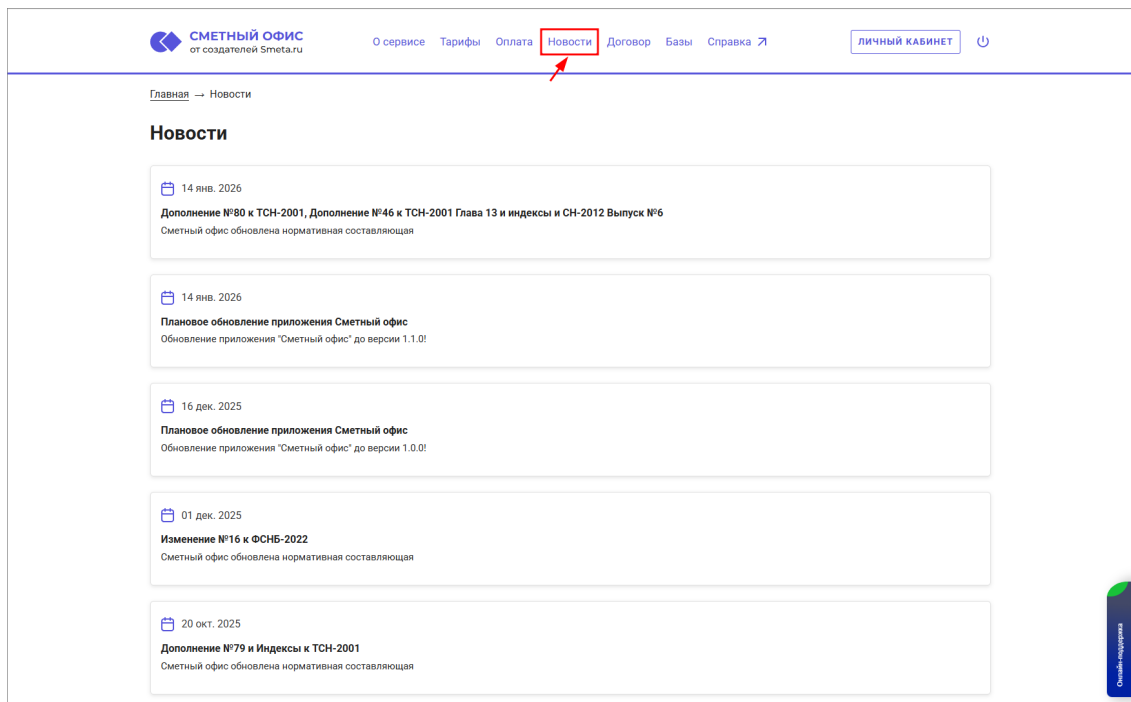 СМЕТНЫЙ ОФИС
от создателей Smeta.ru
О сервисе Тарифы Оплата Новости Договор Базы Справка
ЛИЧНЫЙ КАБИНЕТ
Главная → Новости
Новости
14 янв. 2026
Дополнение №80 к ТСН-2001, Дополнение №46 к ТСН-2001 Глава 13 и индексы и СН-2012 Выпуск №6
Сметный офис обновлена нормативная составляющая
14 янв. 2026
Плановое обновление приложения Сметный офис
Обновление приложения "Сметный офис" до версии 1.1.0!
16 дек. 2025
Плановое обновление приложения Сметный офис
Обновление приложения "Сметный офис" до версии 1.0.0!
01 дек. 2025
Изменение №16 к ФСНБ-2022
Сметный офис обновлена нормативная составляющая
20 окт. 2025
Дополнение №79 и Индексы к ТСН-2001
Сметный офис обновлена нормативная составляющая
Онлайн-поддержка